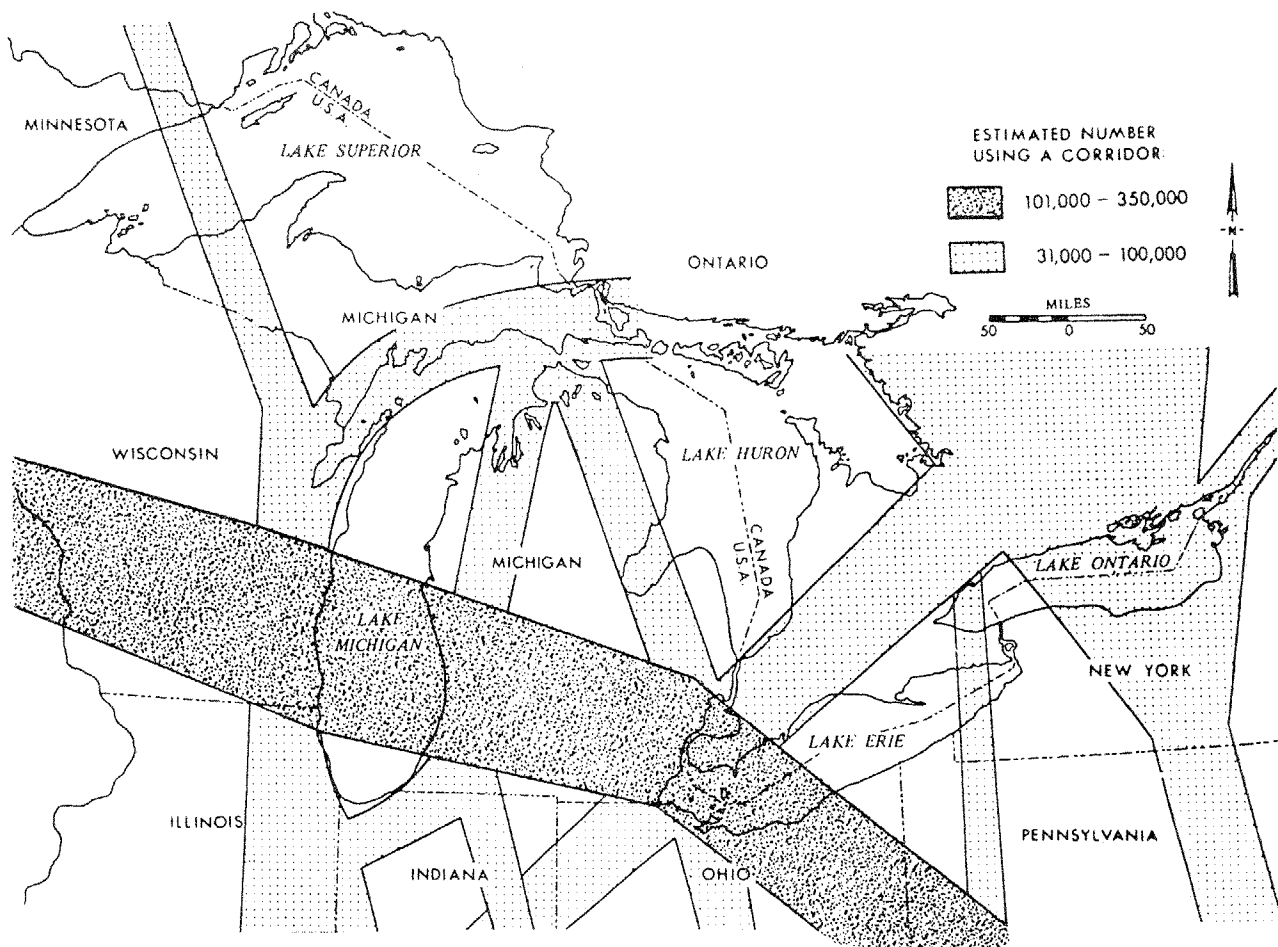 CANADA
U.S.A.
MINNESOTA
LAKE SUPERIOR
ESTIMATED NUMBER
USING A CORRIDOR:
101,000 – 350,000
31,000 – 100,000
N
MILES
50 0 50
ONTARIO
MICHIGAN
WISCONSIN
LAKE HURON
CANADA
U.S.A.
MICHIGAN
LAKE ONTARIO
LAKE
MICHIGAN
NEW YORK
LAKE ERIE
ILLINOIS
PENNSYLVANIA
INDIANA
OHIO